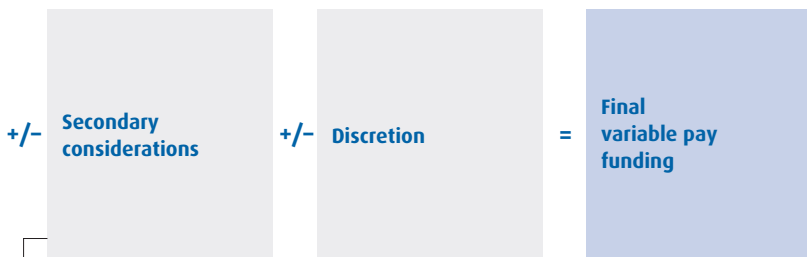 +/–
Secondary
considerations
+/–
Discretion
=
Final
variable pay
funding